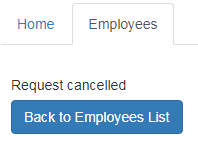 Home Employees
Request cancelled
Back to Employees List